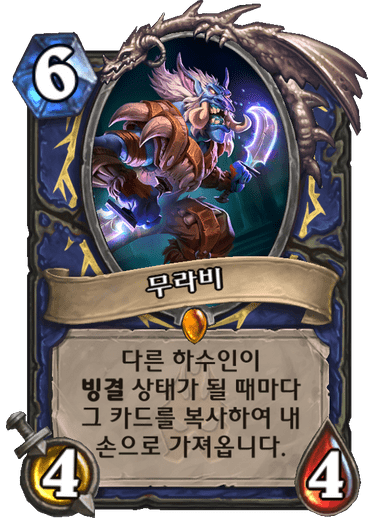 6
무라비
다른 하수인이
빙결 상태가 될 때마다
그 카드를 복사하여 내
손으로 가져옵니다.
4
4